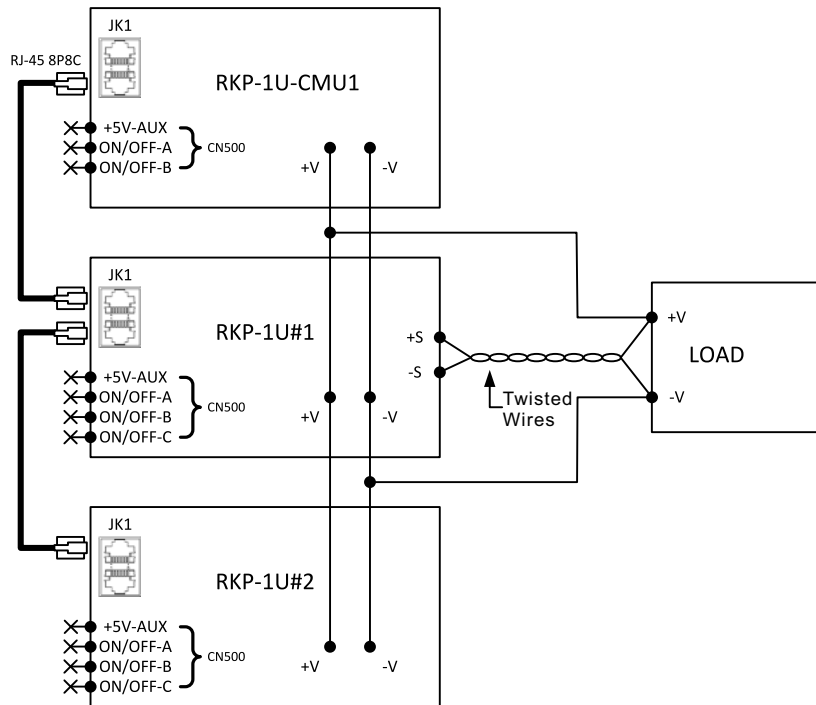 JK1
RJ-45 8P8C
RKP-1U-CMU1
+5V-AUX
ON/OFF-A
ON/OFF-B
CN500
+V
-V
JK1
RKP-1U#1
+S
-S
+5V-AUX
ON/OFF-A
ON/OFF-B
ON/OFF-C
CN500
+V
-V
Twisted
Wires
+V
LOAD
-V
JK1
RKP-1U#2
+5V-AUX
ON/OFF-A
ON/OFF-B
ON/OFF-C
CN500
+V
-V